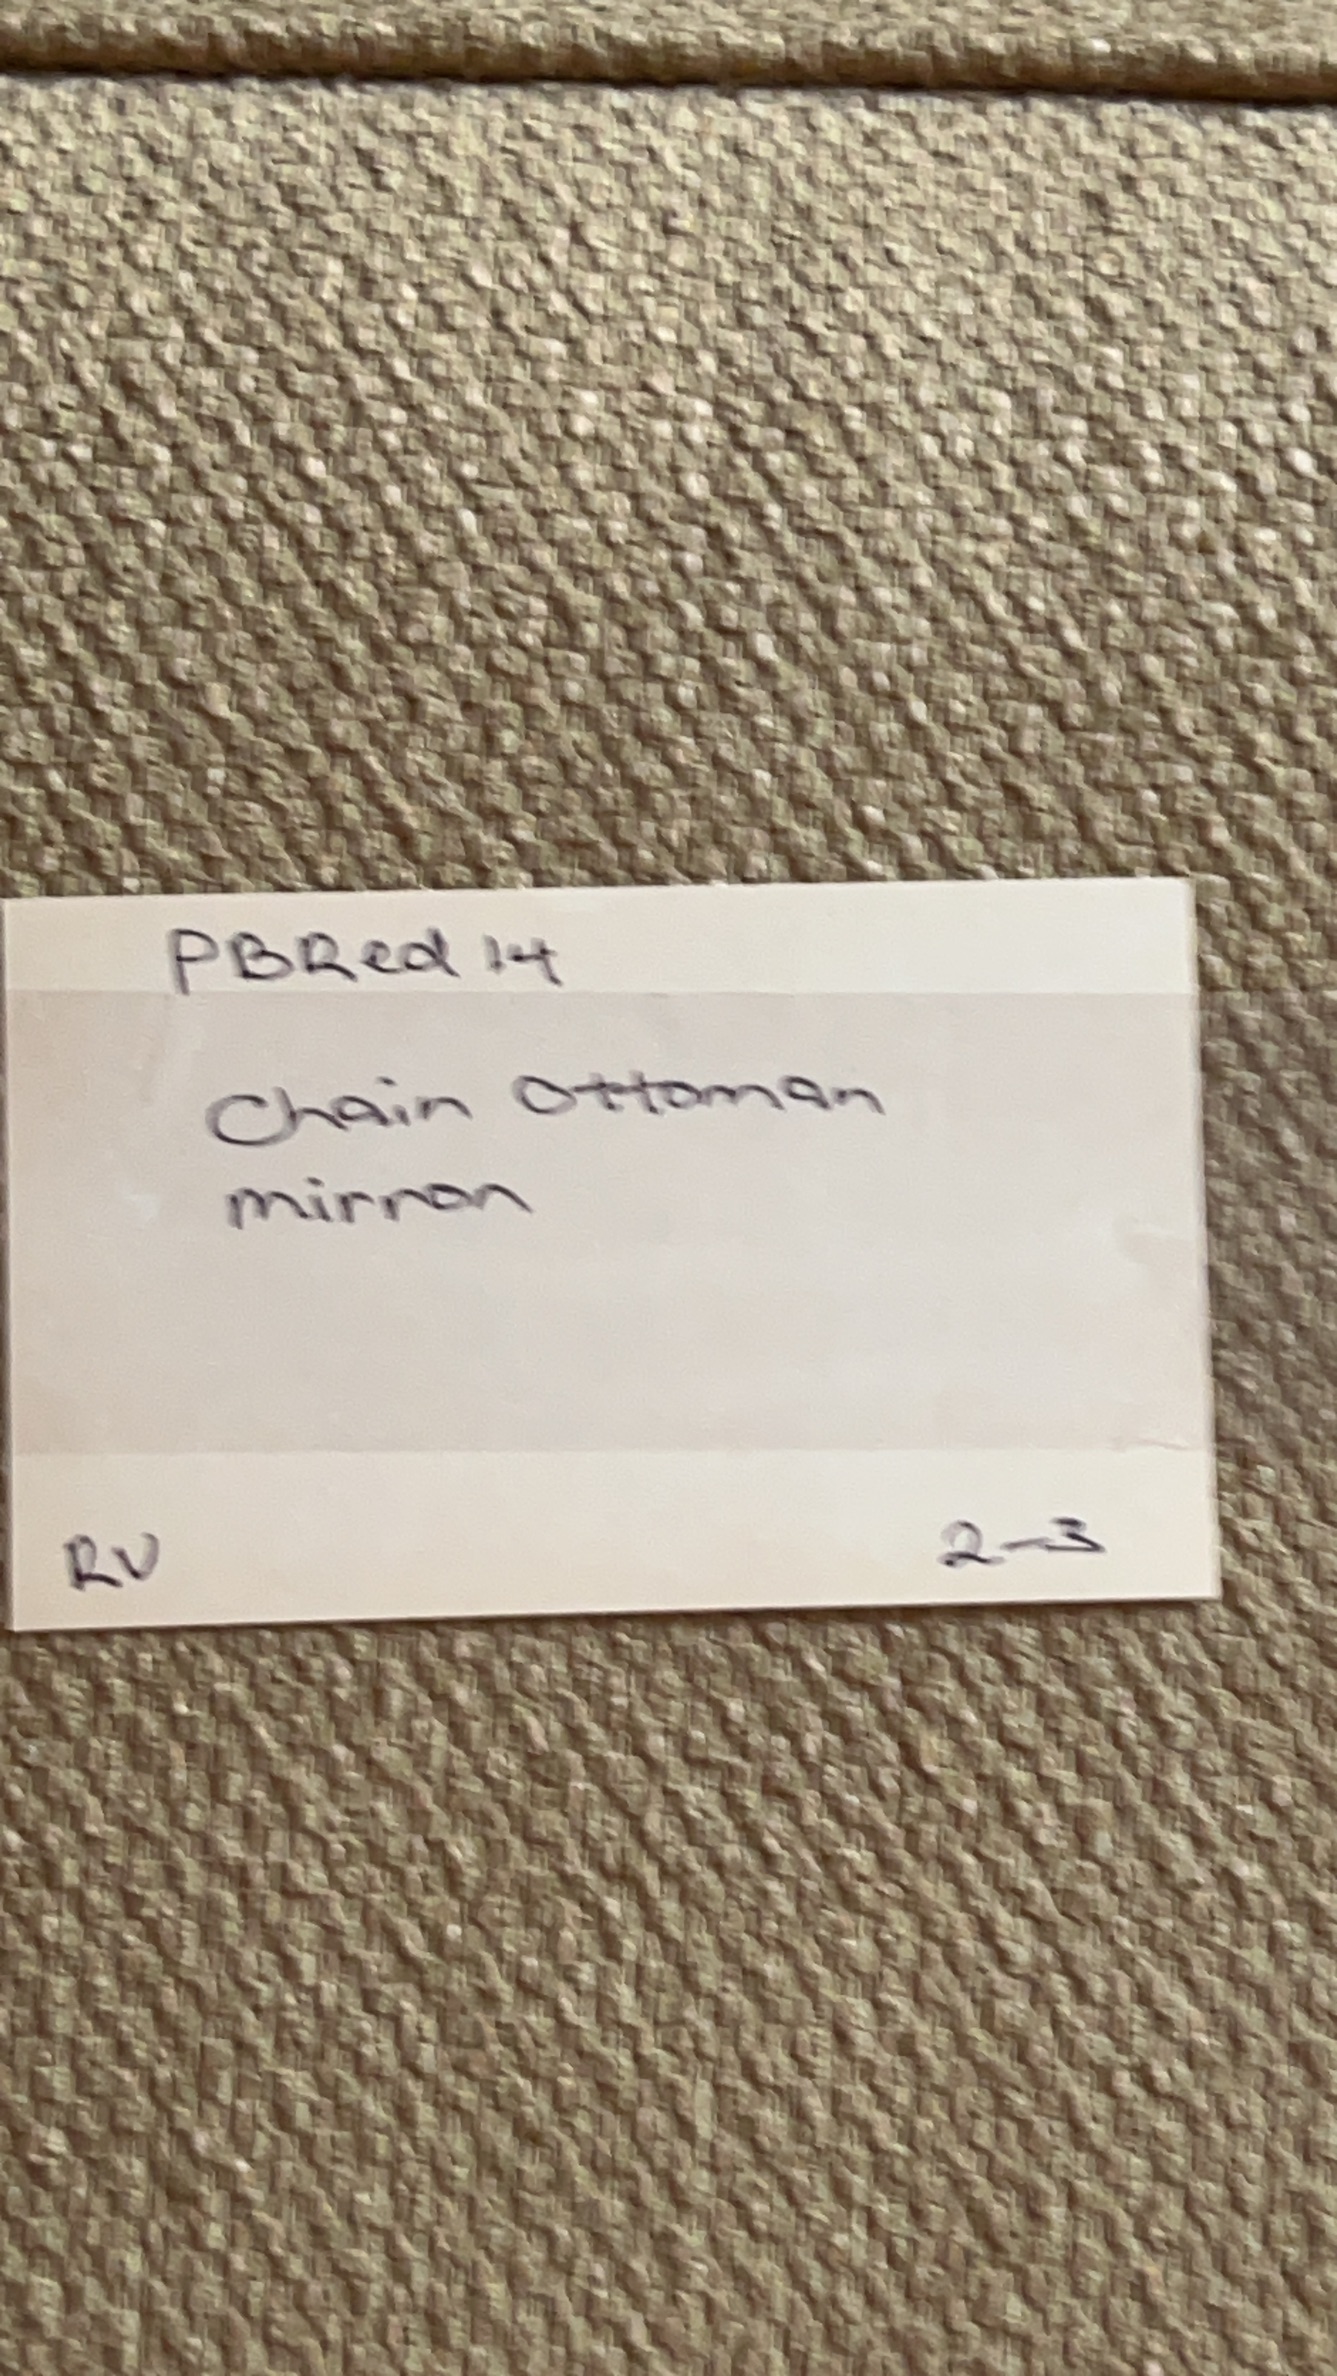 PBRed 14
Chain Ottoman
mirron
RV
2-3